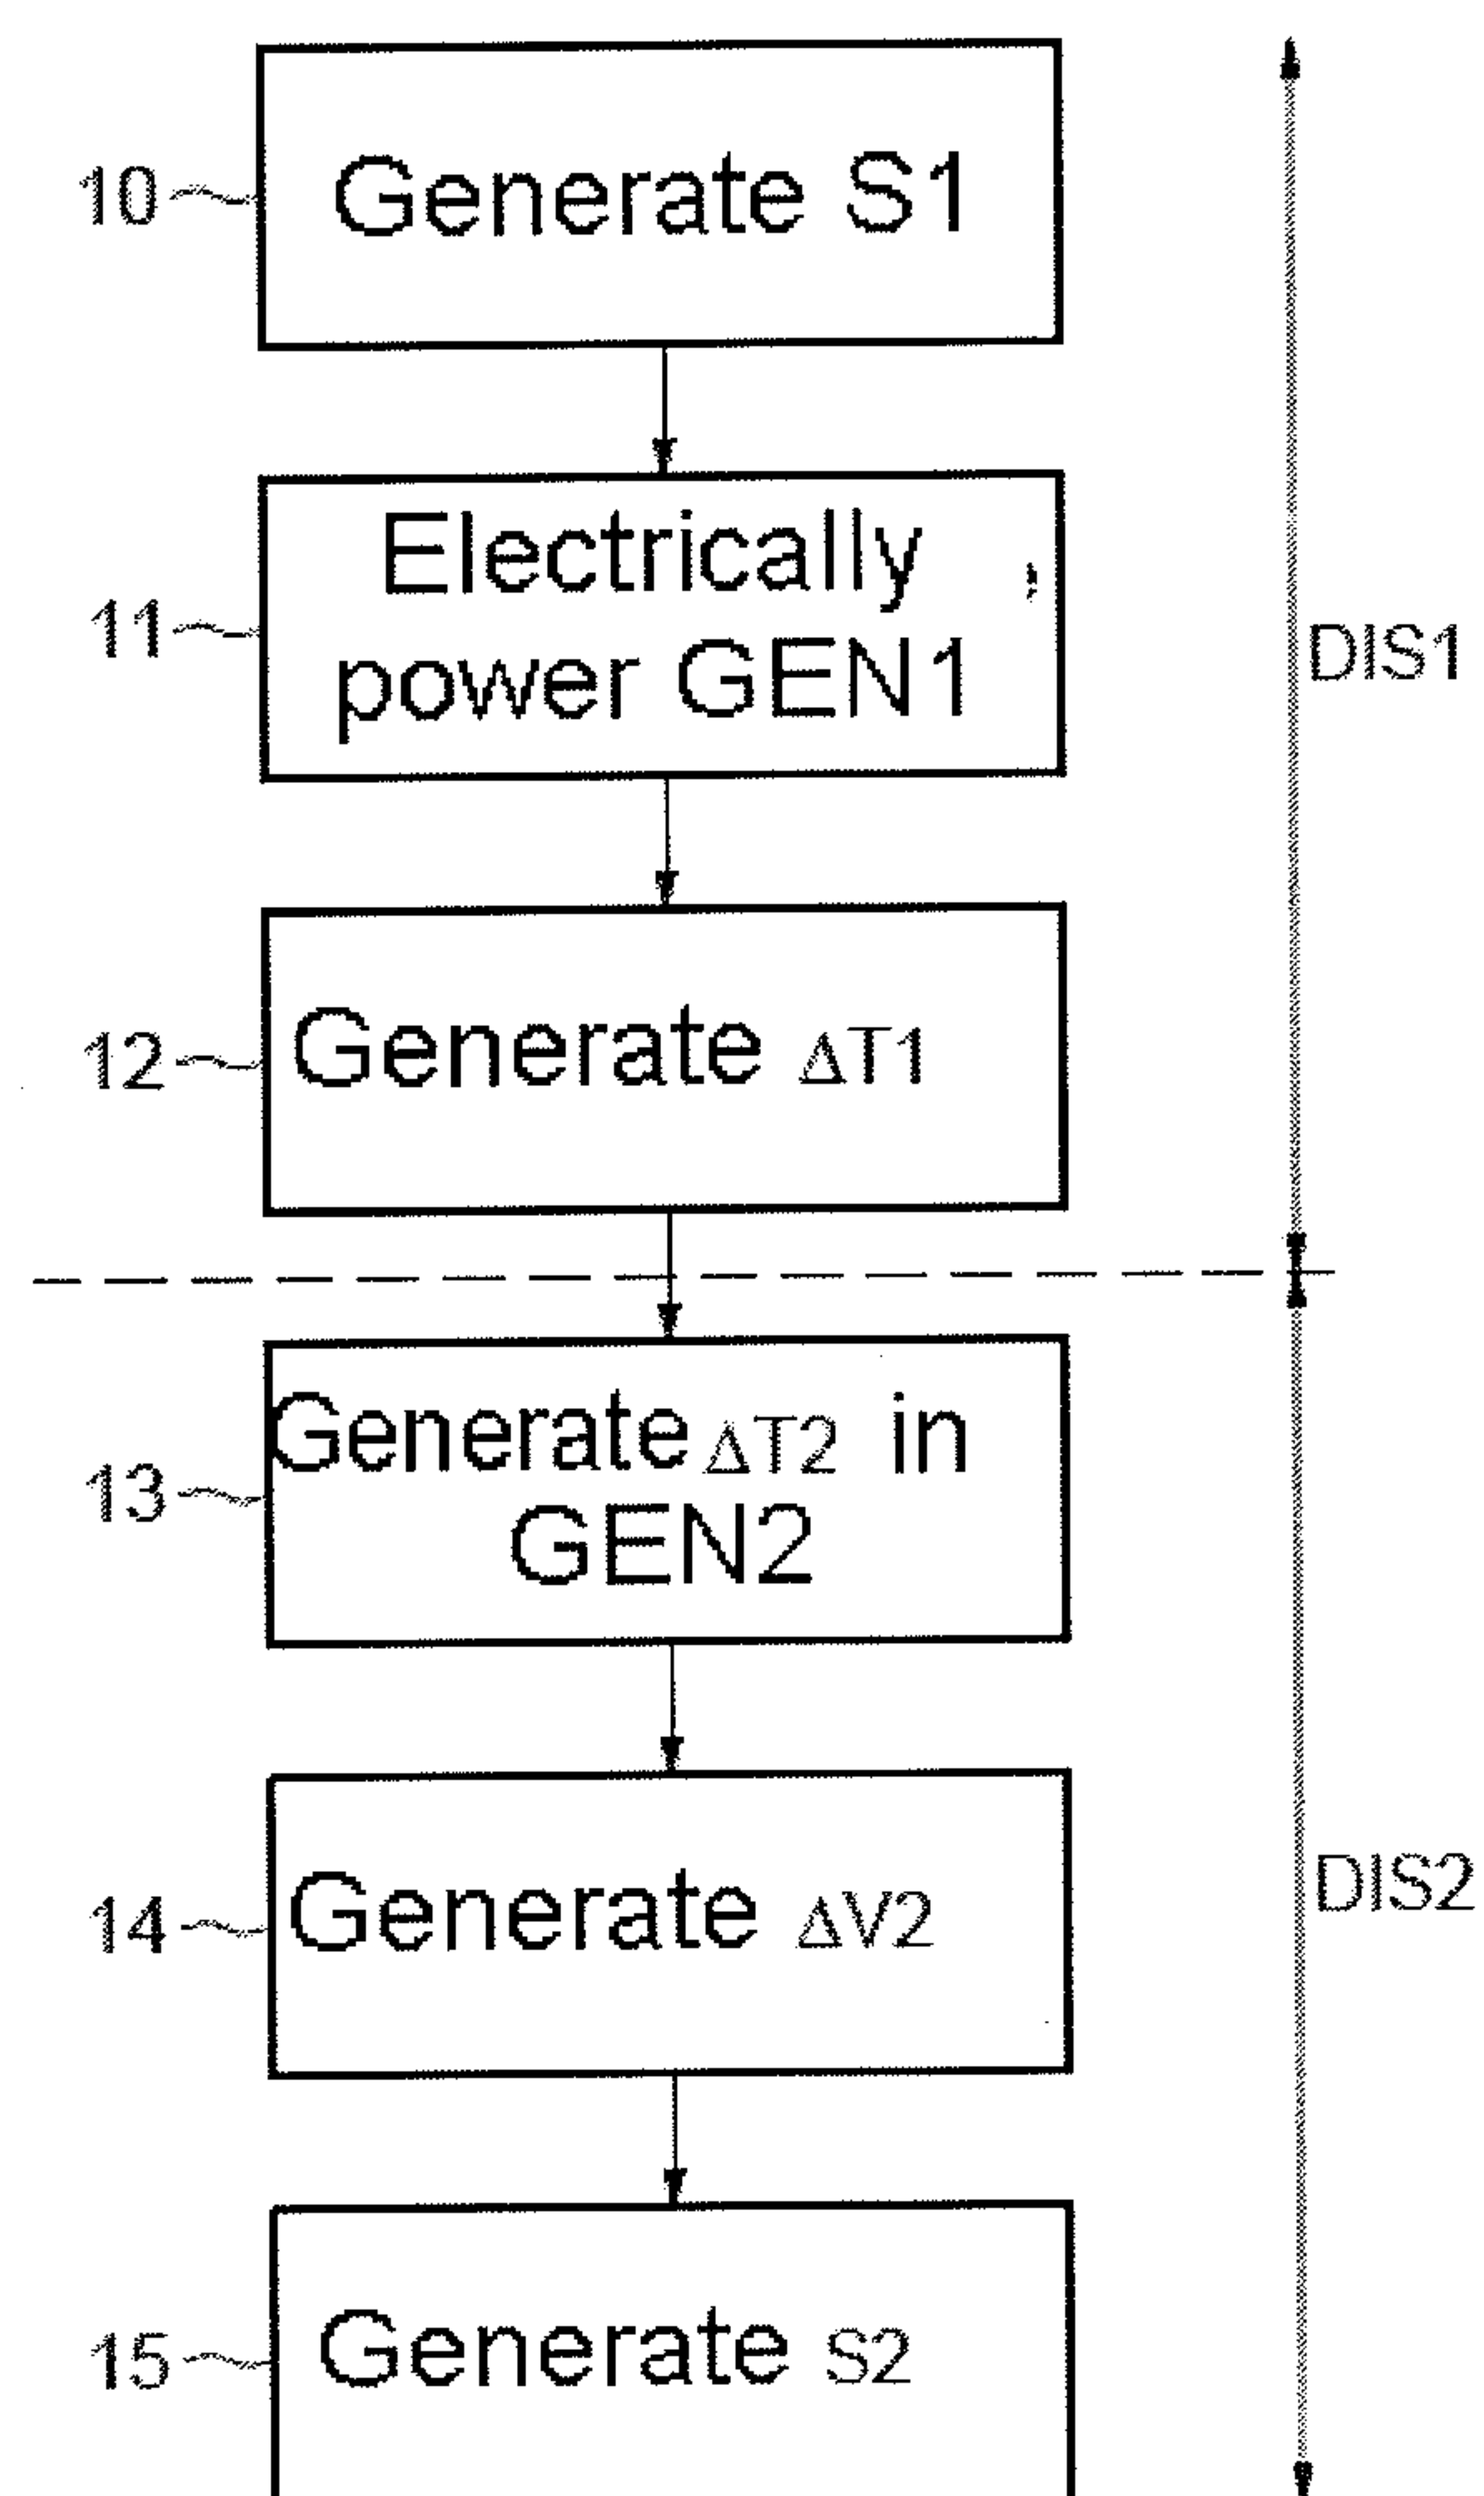 10
Generate S1
11
Electrically ;
power GEN1
DIS1
12
Generate ΔT1
13
Generate ΔT2 in
GEN2
14
Generate ΔV2
DIS2
15
Generate S2